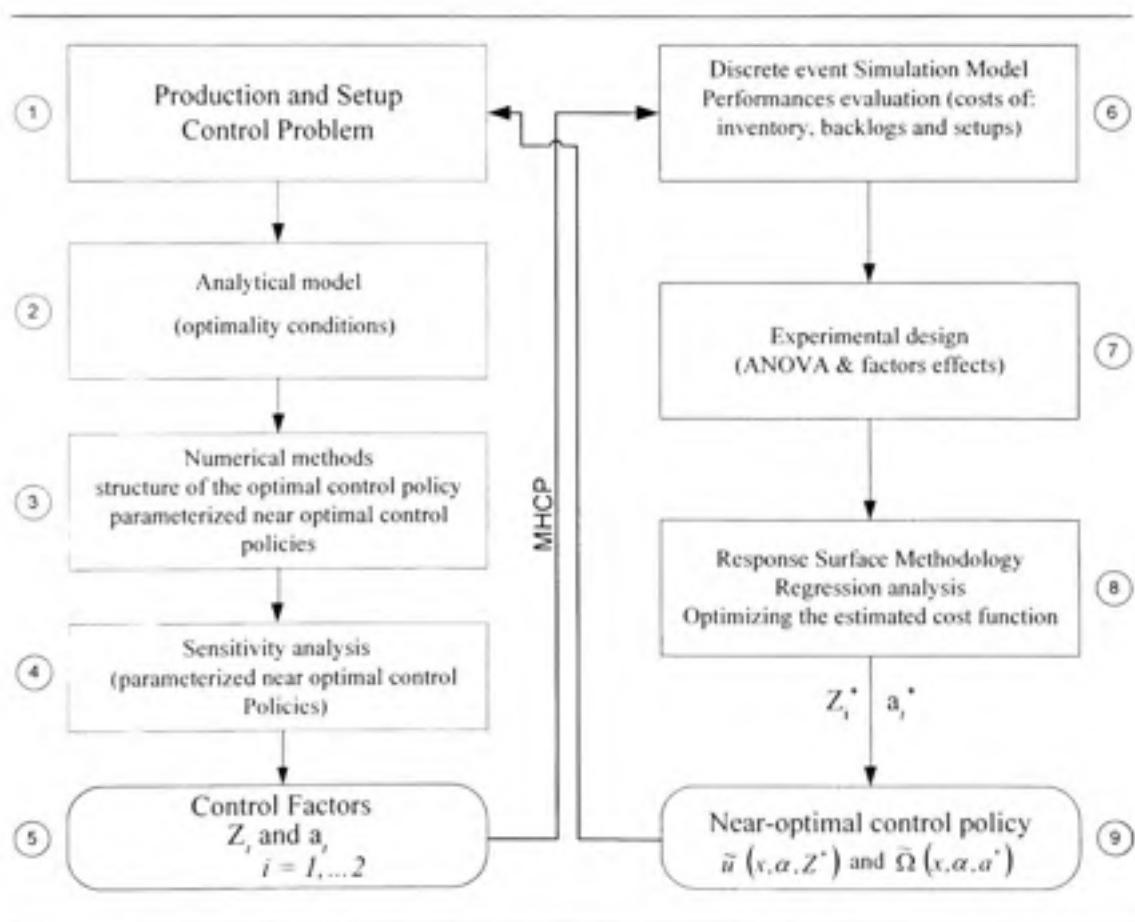 1
Production and Setup
Control Problem
2
Analytical model
(optimality conditions)
3
Numerical methods
structure of the optimal control policy
parameterized near optimal control
policies
4
Sensitivity analysis
(parameterized near optimal control
Policies)
5
Control Factors
Z_i and a_i
i = 1,...2
MHCP
6
Discrete event Simulation Model
Performances evaluation (costs of:
inventory, backlogs and setups)
7
Experimental design
(ANOVA & factors effects)
8
Response Surface Methodology
Regression analysis
Optimizing the estimated cost function
Z_i* a_i*
9
Near-optimal control policy
ũ (x,α,Z*) and Ω̃ (x,α,a*)